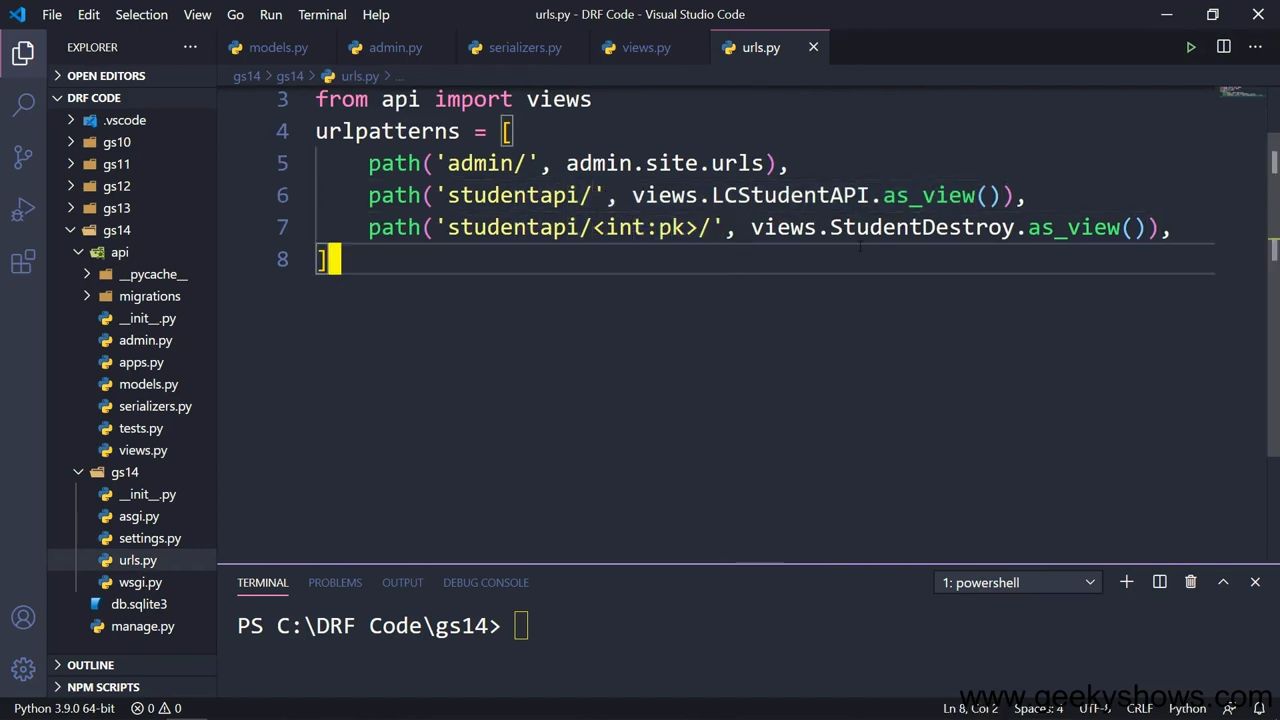 File Edit Selection View Go Run Terminal Help urls.py - DRF Code - Visual Studio Code
EXPLORER
models.py admin.py serializers.py views.py urls.py
OPEN EDITORS
gs14 > gs14 > urls.py > ...
DRF CODE
.vscode
gs10
gs11
gs12
gs13
gs14
api
__pycache__
migrations
__init__.py
admin.py
apps.py
models.py
serializers.py
tests.py
views.py
gs14
__init__.py
asgi.py
settings.py
urls.py
wsgi.py
db.sqlite3
manage.py
OUTLINE
NPM SCRIPTS
3 from api import views
4 urlpatterns = [
5 path('admin/', admin.site.urls),
6 path('studentapi/', views.LCStudentAPI.as_view()),
7 path('studentapi/<int:pk>/', views.StudentDestroy.as_view()),
8 ]
TERMINAL PROBLEMS OUTPUT DEBUG CONSOLE 1: powershell
PS C:\DRF Code\gs14>
www.geekyshows.com
Python 3.9.0 64-bit 0 0 Ln 8, Col 2 Spaces: 4 UTF-8 CRLF Python